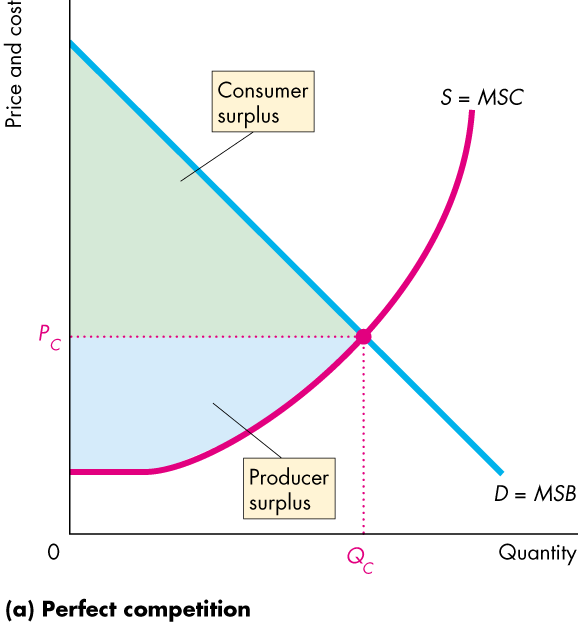 Price and cost
Consumer
surplus
S = MSC
P_C
Producer
surplus
D = MSB
0
Q_C
Quantity
(a) Perfect competition